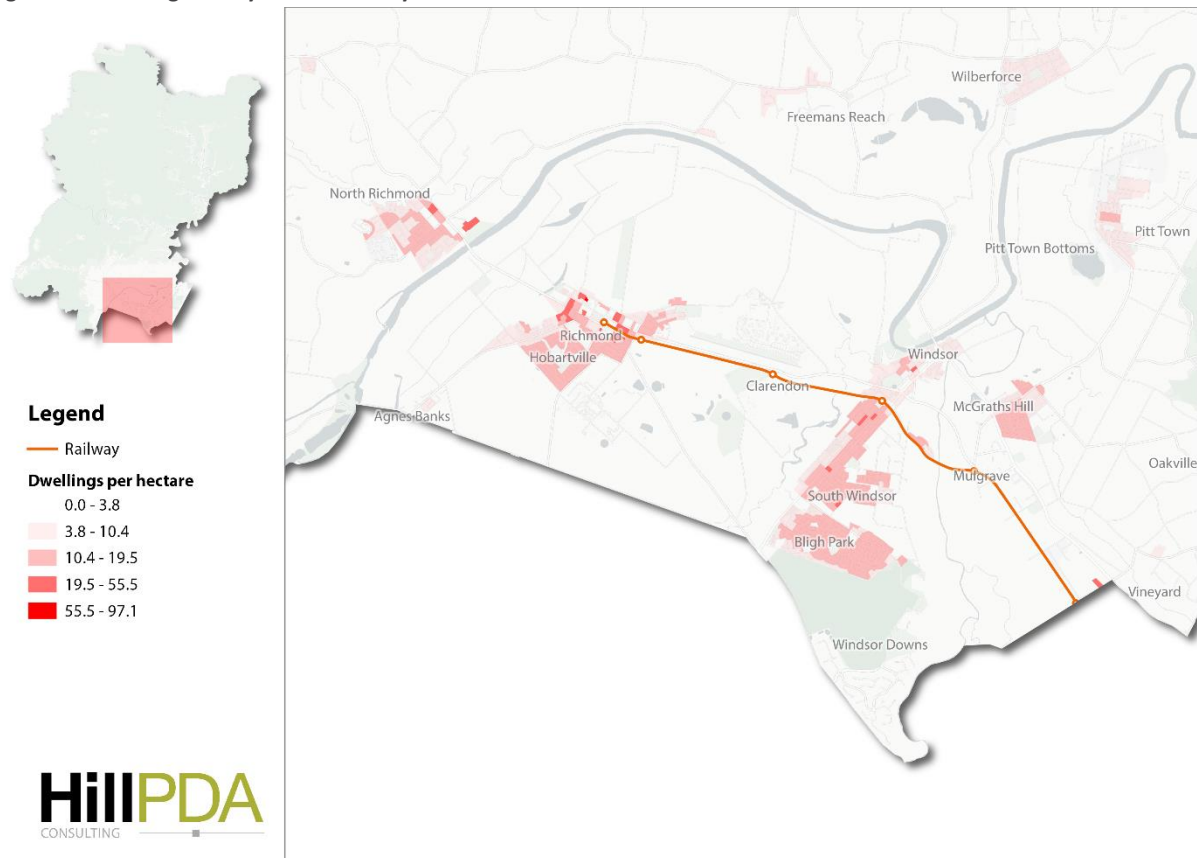 Wilberforce
Freemans Reach
North Richmond
Pitt Town
Pitt Town Bottoms
Richmond
Windsor
Hobartville
Clarendon
McGraths Hill
Agnes Banks
Oakville
Mulgrave
South Windsor
Bligh Park
Vineyard
Windsor Downs
Legend
Railway
Dwellings per hectare
0.0 - 3.8
3.8 - 10.4
10.4 - 19.5
19.5 - 55.5
55.5 - 97.1
HillPDA
CONSULTING